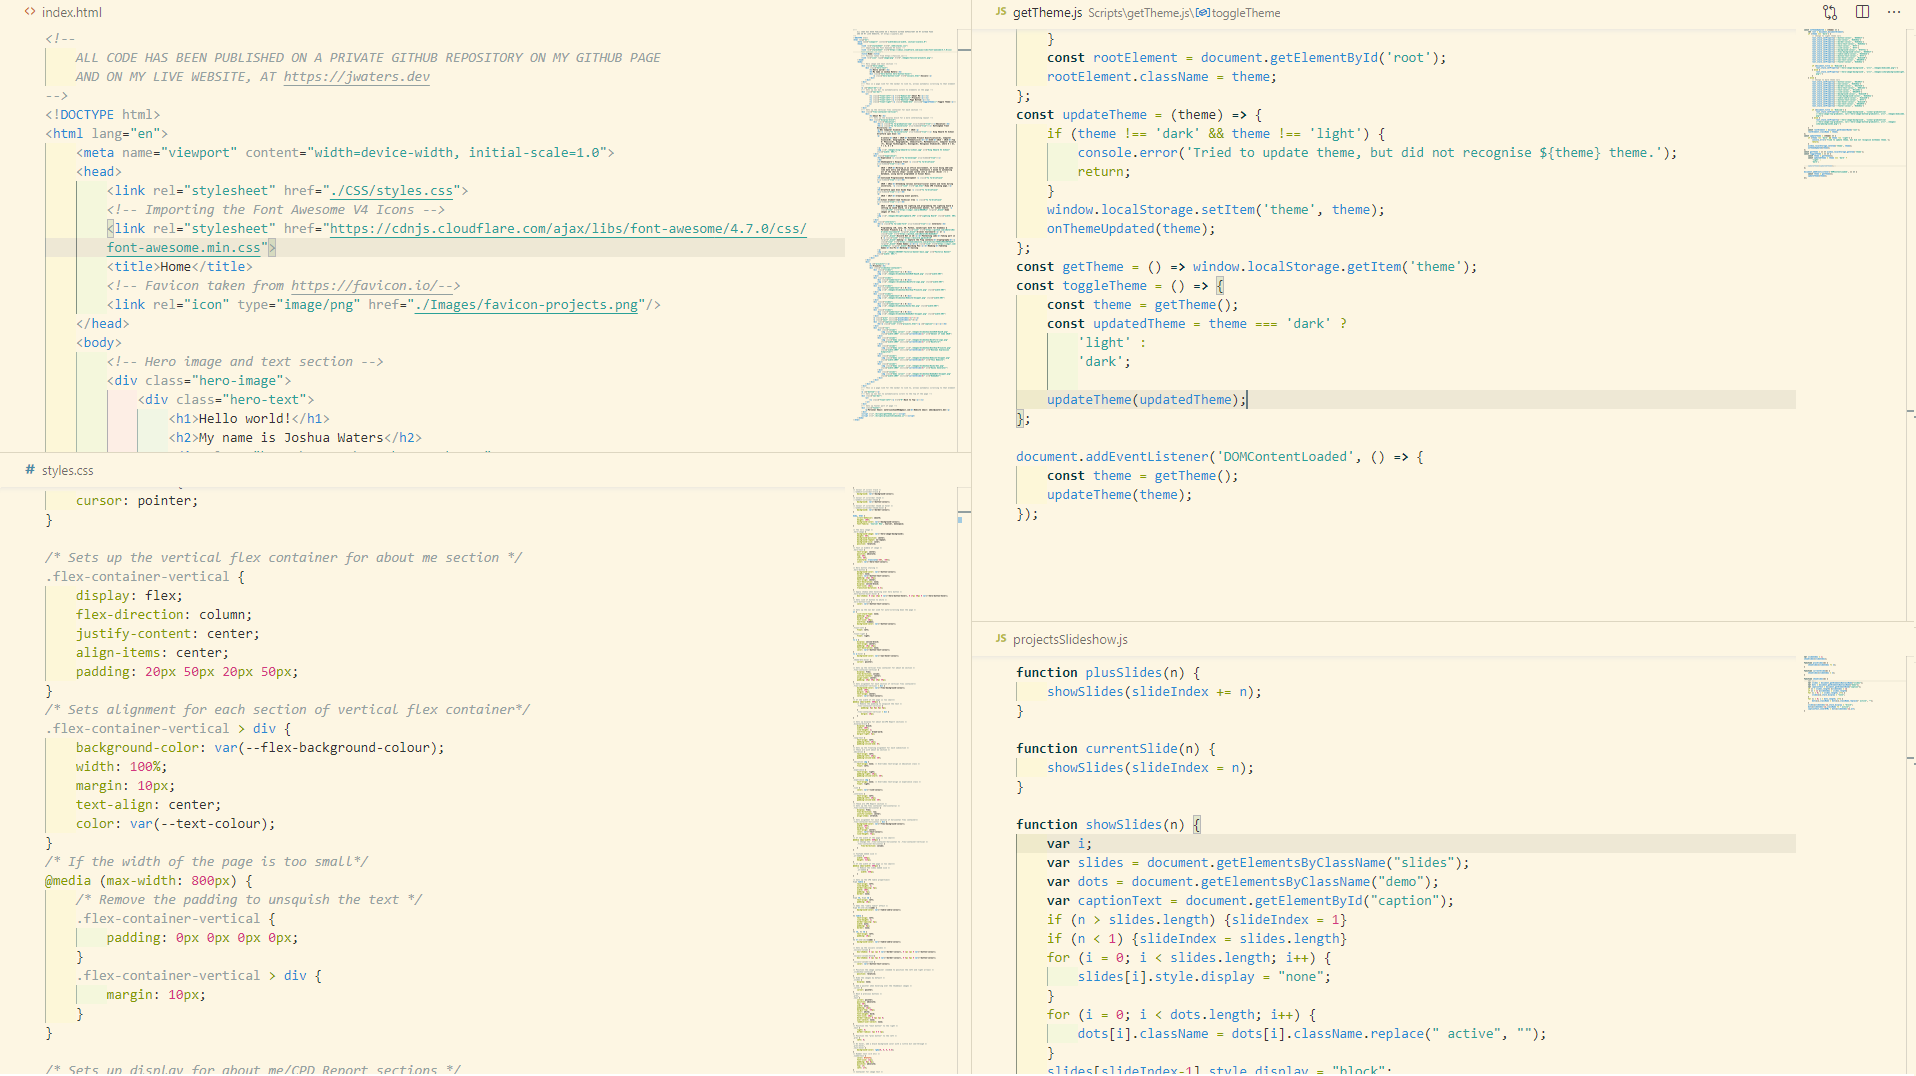 <> index.html
<!--
ALL CODE HAS BEEN PUBLISHED ON A PRIVATE GITHUB REPOSITORY ON MY GITHUB PAGE
AND ON MY LIVE WEBSITE, AT https://jwaters.dev
-->
<!DOCTYPE html>
<html lang="en">
<meta name="viewport" content="width=device-width, initial-scale=1.0">
<head>
<link rel="stylesheet" href="./CSS/styles.css">
<!-- Importing the Font Awesome V4 Icons -->
<link rel="stylesheet" href="https://cdnjs.cloudflare.com/ajax/libs/font-awesome/4.7.0/css/
font-awesome.min.css">
<title>Home</title>
<!-- Favicon taken from https://favicon.io/-->
<link rel="icon" type="image/png" href="./Images/favicon-projects.png"/>
</head>
<body>
<!-- Hero image and text section -->
<div class="hero-image">
<div class="hero-text">
<h1>Hello world!</h1>
<h2>My name is Joshua Waters</h2>
# styles.css
cursor: pointer;
}
/* Sets up the vertical flex container for about me section */
.flex-container-vertical {
display: flex;
flex-direction: column;
justify-content: center;
align-items: center;
padding: 20px 50px 20px 50px;
}
/* Sets alignment for each section of vertical flex container*/
.flex-container-vertical > div {
background-color: var(--flex-background-colour);
width: 100%;
margin: 10px;
text-align: center;
color: var(--text-colour);
}
/* If the width of the page is too small*/
@media (max-width: 800px) {
/* Remove the padding to unsquish the text */
.flex-container-vertical {
padding: 0px 0px 0px 0px;
}
.flex-container-vertical > div {
margin: 10px;
}
}
/* Sets up display for about me/CPD Report sections */
JS getTheme.js Scripts\getTheme.js\toggleTheme
}
const rootElement = document.getElementById('root');
rootElement.className = theme;
};
const updateTheme = (theme) => {
if (theme !== 'dark' && theme !== 'light') {
console.error('Tried to update theme, but did not recognise ${theme} theme.');
return;
}
window.localStorage.setItem('theme', theme);
onThemeUpdated(theme);
};
const getTheme = () => window.localStorage.getItem('theme');
const toggleTheme = () => {
const theme = getTheme();
const updatedTheme = theme === 'dark' ?
'light' :
'dark';
updateTheme(updatedTheme);
};
document.addEventListener('DOMContentLoaded', () => {
const theme = getTheme();
updateTheme(theme);
});
JS projectsSlideshow.js
function plusSlides(n) {
showSlides(slideIndex += n);
}
function currentSlide(n) {
showSlides(slideIndex = n);
}
function showSlides(n) {
var i;
var slides = document.getElementsByClassName("slides");
var dots = document.getElementsByClassName("demo");
var captionText = document.getElementById("caption");
if (n > slides.length) {slideIndex = 1}
if (n < 1) {slideIndex = slides.length}
for (i = 0; i < slides.length; i++) {
slides[i].style.display = "none";
}
for (i = 0; i < dots.length; i++) {
dots[i].className = dots[i].className.replace(" active", "");
}
slides[slideIndex-1].style.display = "block";